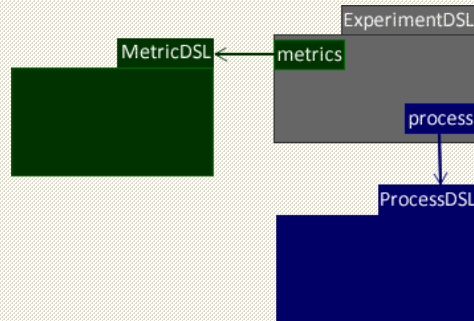 ExperimentDSL
MetricDSL
metrics
process
ProcessDSL